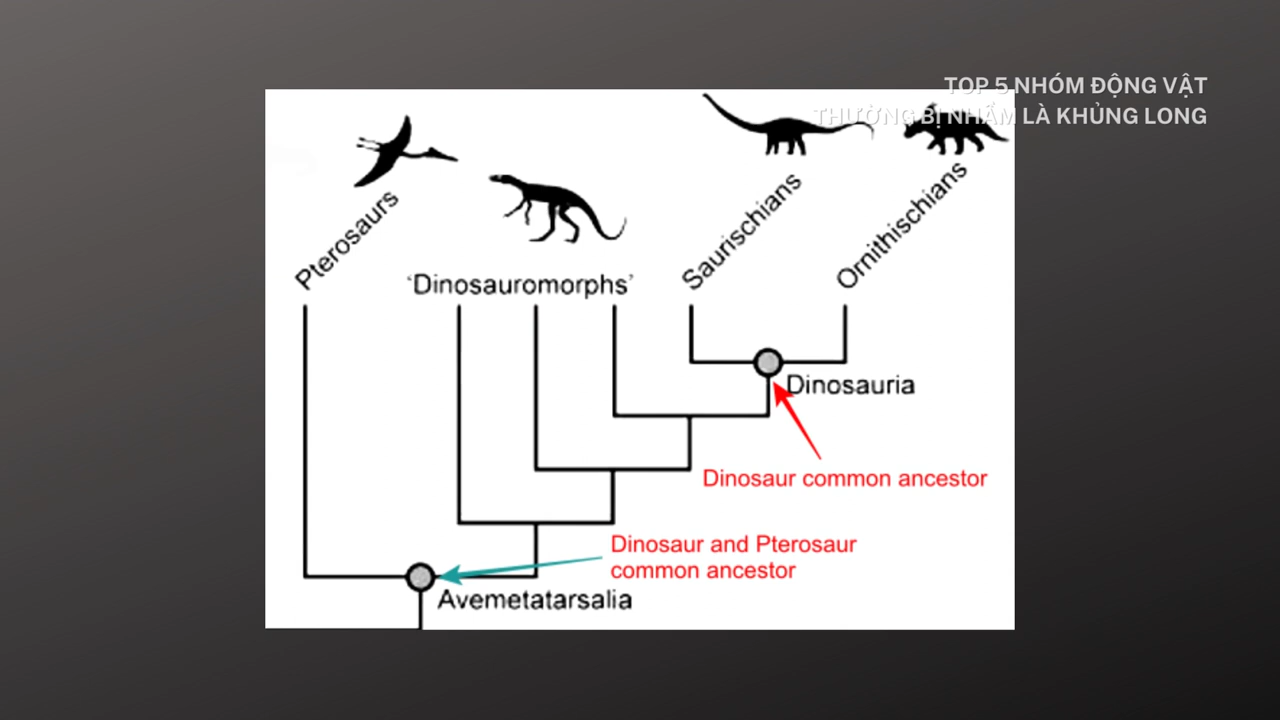 TOP 5 NHÓM ĐỘNG VẬT
THƯỜNG BỊ NHẦM LÀ KHỦNG LONG
Pterosaurs
'Dinosauromorphs'
Saurischians
Ornithischians
Dinosauria
Dinosaur common ancestor
Dinosaur and Pterosaur
common ancestor
Avemetatarsalia